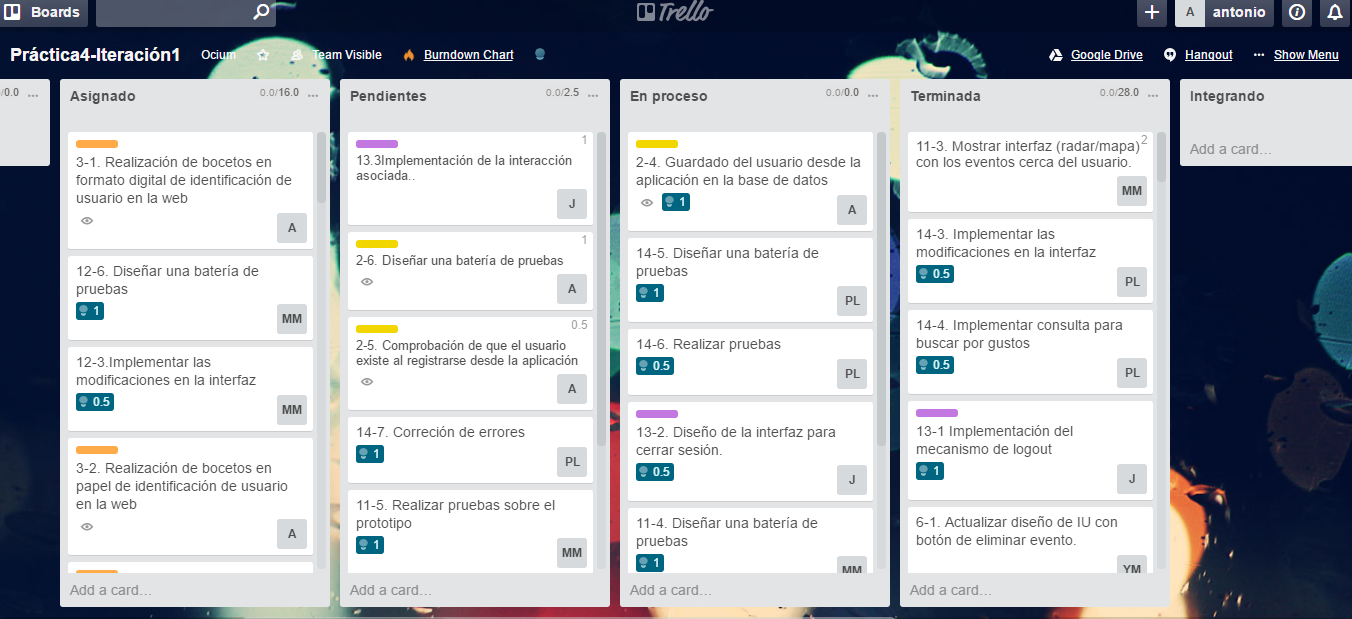 Boards
Trello
A antonio
Práctica4-Iteración1
Ocium
Team Visible
Burndown Chart
Google Drive
Hangout
Show Menu
/0.0
Asignado
0.0/16.0
3-1. Realización de bocetos en
formato digital de identificación de
usuario en la web
A
12-6. Diseñar una batería de
pruebas
1
MM
12-3.Implementar las
modificaciones en la interfaz
0.5
MM
3-2. Realización de bocetos en
papel de identificación de usuario
en la web
A
Add a card...
Pendientes
0.0/2.5
1
13.3Implementación de la interacción
asociada..
J
1
2-6. Diseñar una batería de pruebas
A
0.5
2-5. Comprobación de que el usuario
existe al registrarse desde la aplicación
A
14-7. Correción de errores
1
PL
11-5. Realizar pruebas sobre el
prototipo
1
MM
Add a card...
En proceso
0.0/0.0
2-4. Guardado del usuario desde la
aplicación en la base de datos
1
A
14-5. Diseñar una batería de
pruebas
1
PL
14-6. Realizar pruebas
0.5
PL
13-2. Diseño de la interfaz para
cerrar sesión.
0.5
J
11-4. Diseñar una batería de
pruebas
1
MM
Add a card...
Terminada
0.0/28.0
2
11-3. Mostrar interfaz (radar/mapa)
con los eventos cerca del usuario.
MM
14-3. Implementar las
modificaciones en la interfaz
0.5
PL
14-4. Implementar consulta para
buscar por gustos
0.5
PL
13-1 Implementación del
mecanismo de logout
1
J
6-1. Actualizar diseño de IU con
botón de eliminar evento.
YM
Add a card...
Integrando
Add a card...